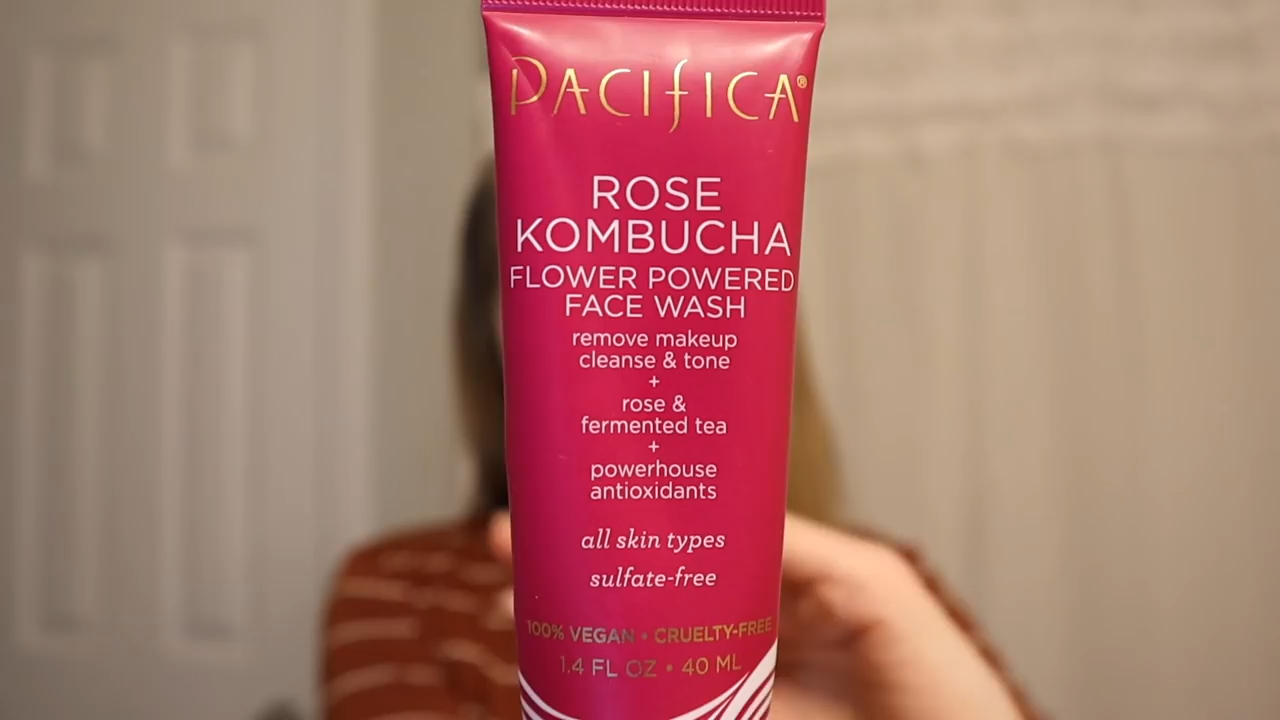 PACIFICA®
ROSE
KOMBUCHA
FLOWER POWERED
FACE WASH
remove makeup
cleanse & tone
+
rose &
fermented tea
+
powerhouse
antioxidants
all skin types
sulfate-free
100% VEGAN • CRUELTY-FREE
1.4 FL OZ • 40 ML